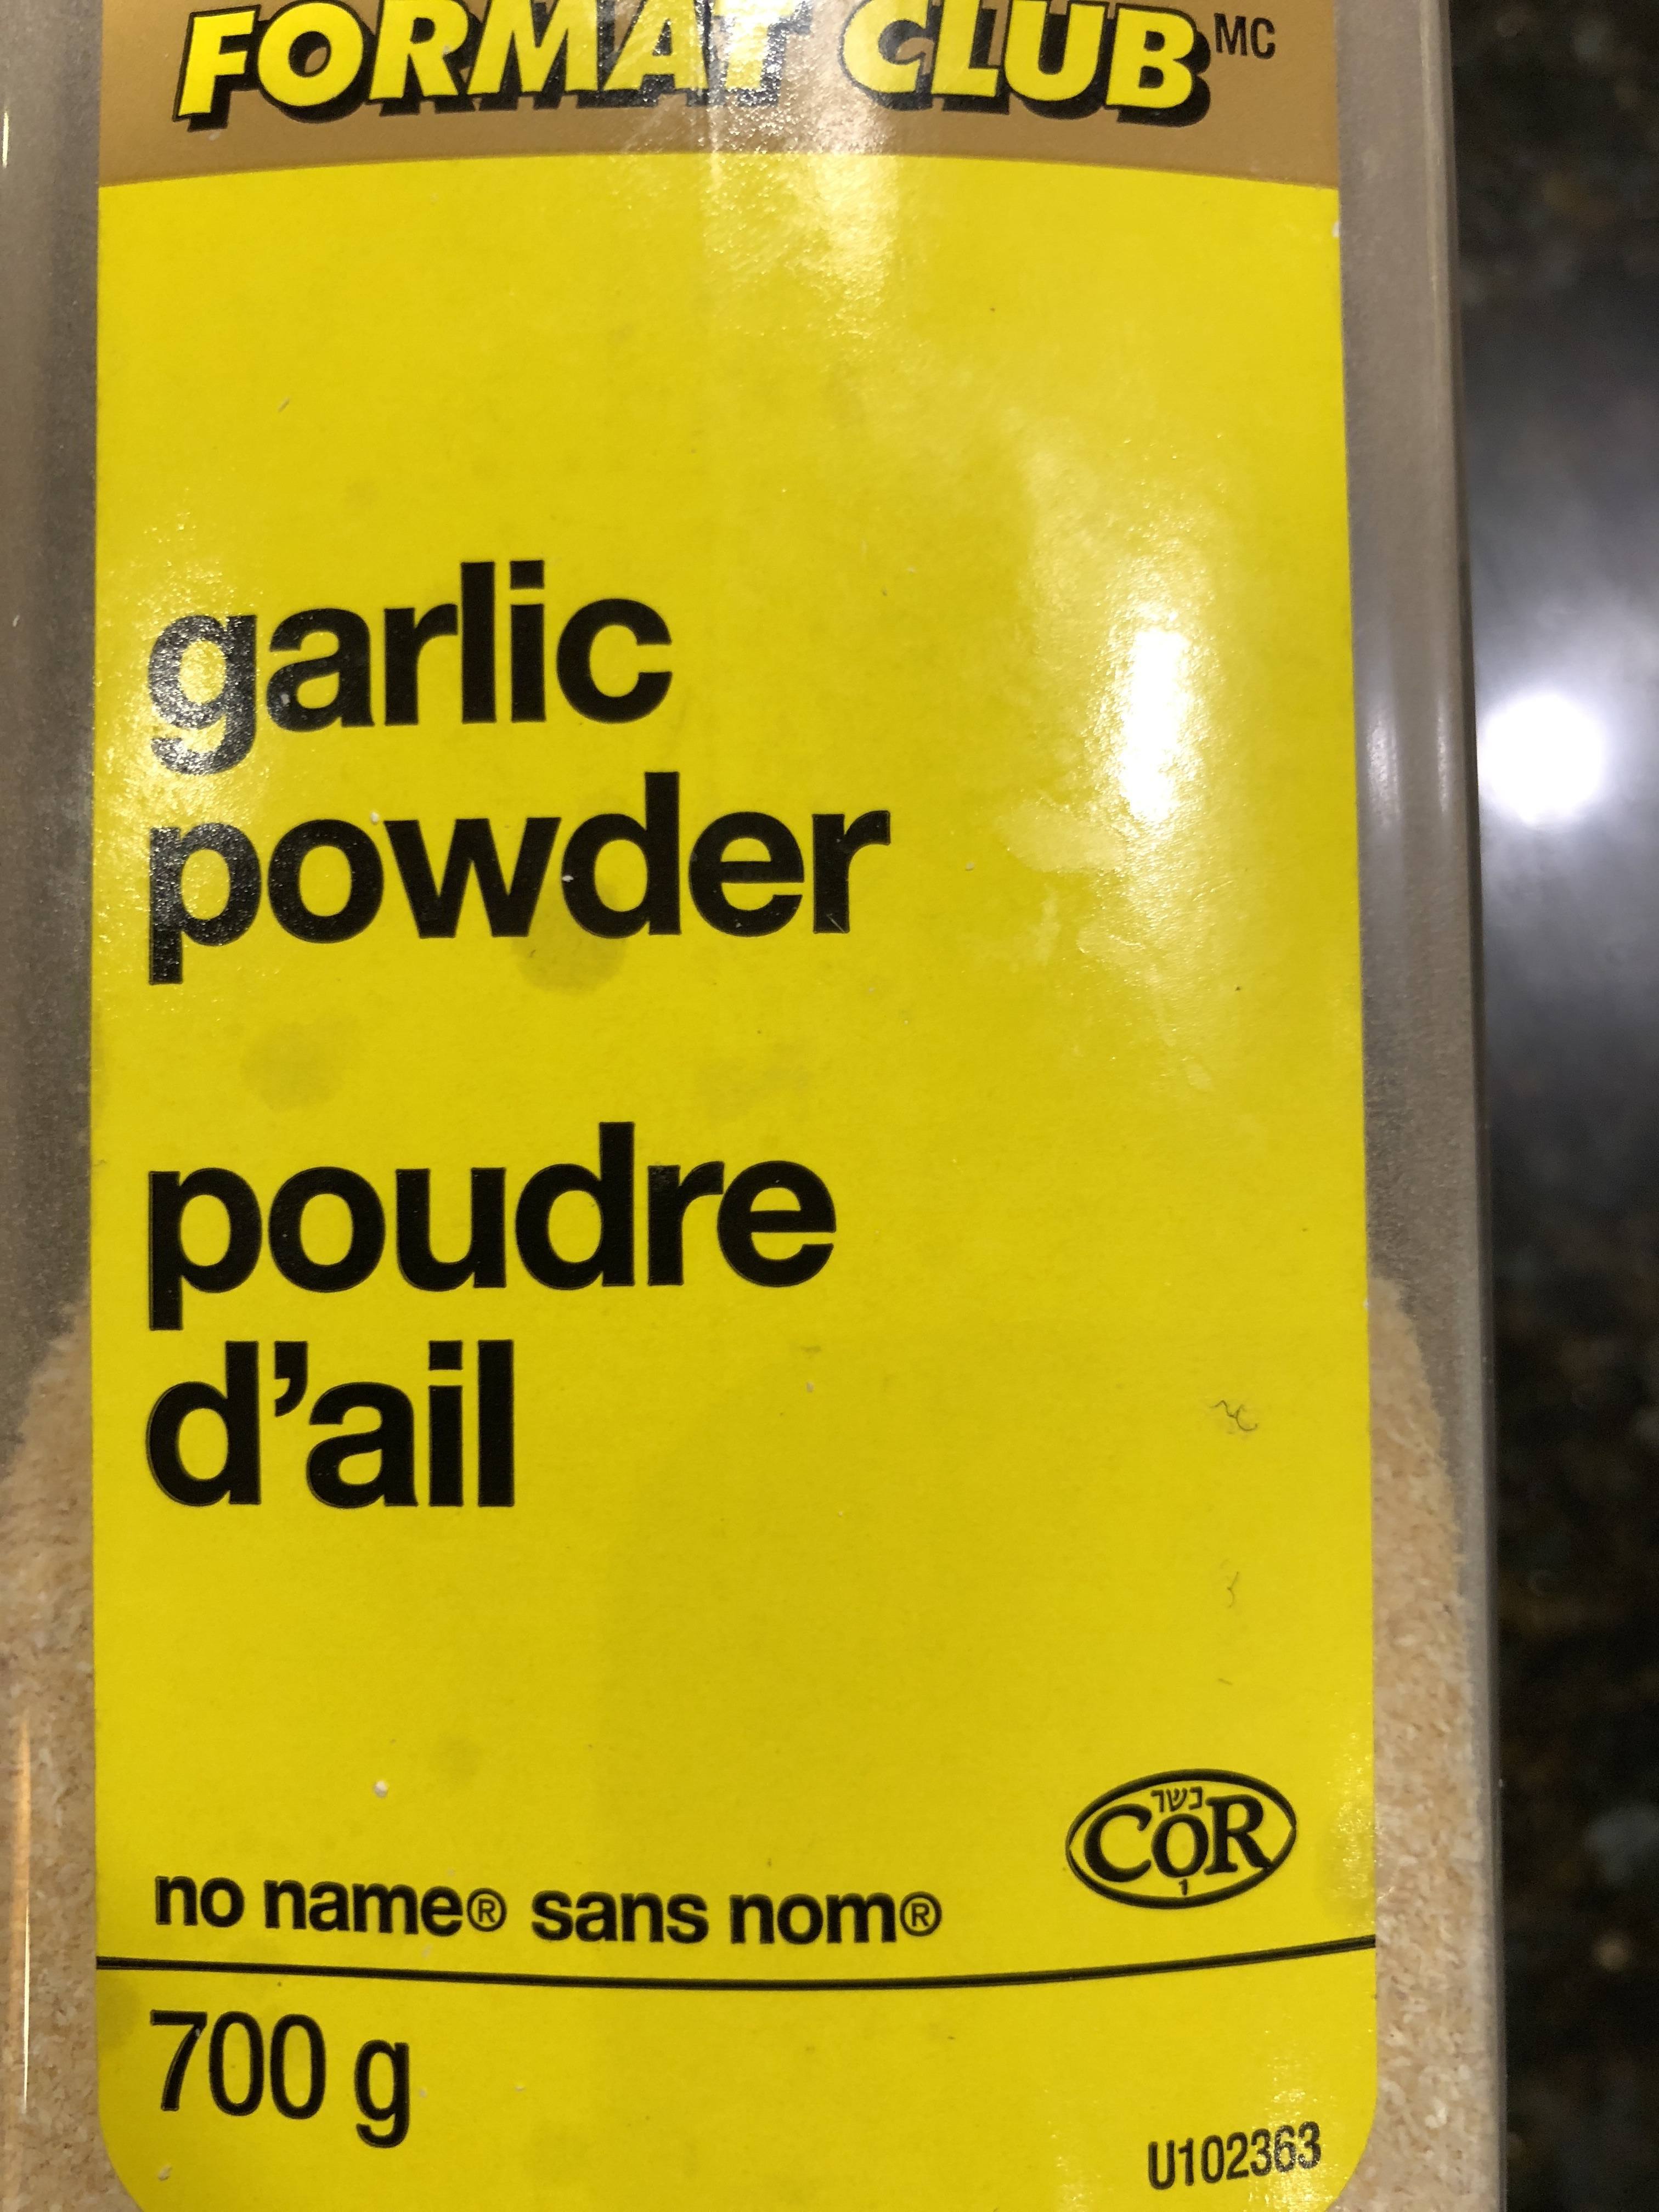 FORMAT CLUB MC
garlic
powder
poudre
d'ail
כשר
COR
1
no name® sans nom®
700 g
U102363